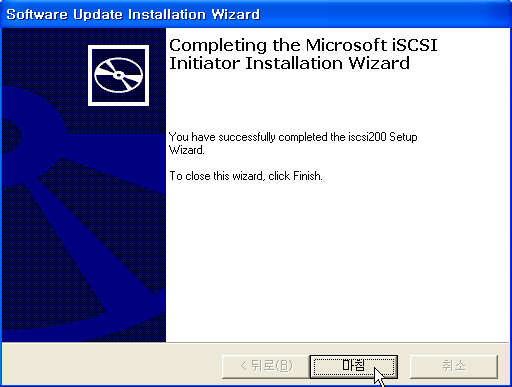 Software Update Installation Wizard
Completing the Microsoft iSCSI
Initiator Installation Wizard
You have successfully completed the iscsi200 Setup
Wizard.
To close this wizard, click Finish.
< 뒤로(B)
마침
취소